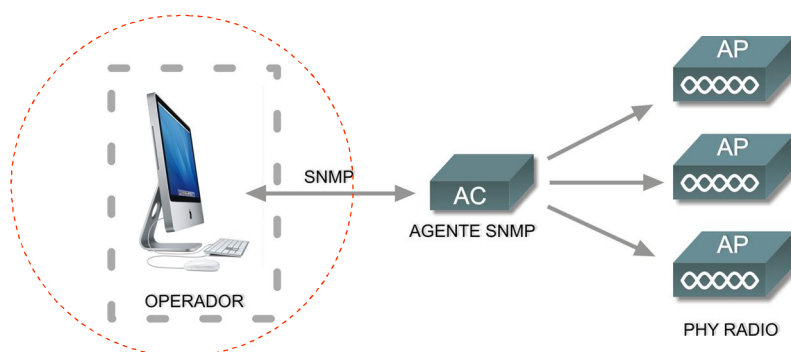 OPERADOR
SNMP
AC
AGENTE SNMP
AP
AP
AP
PHY RADIO